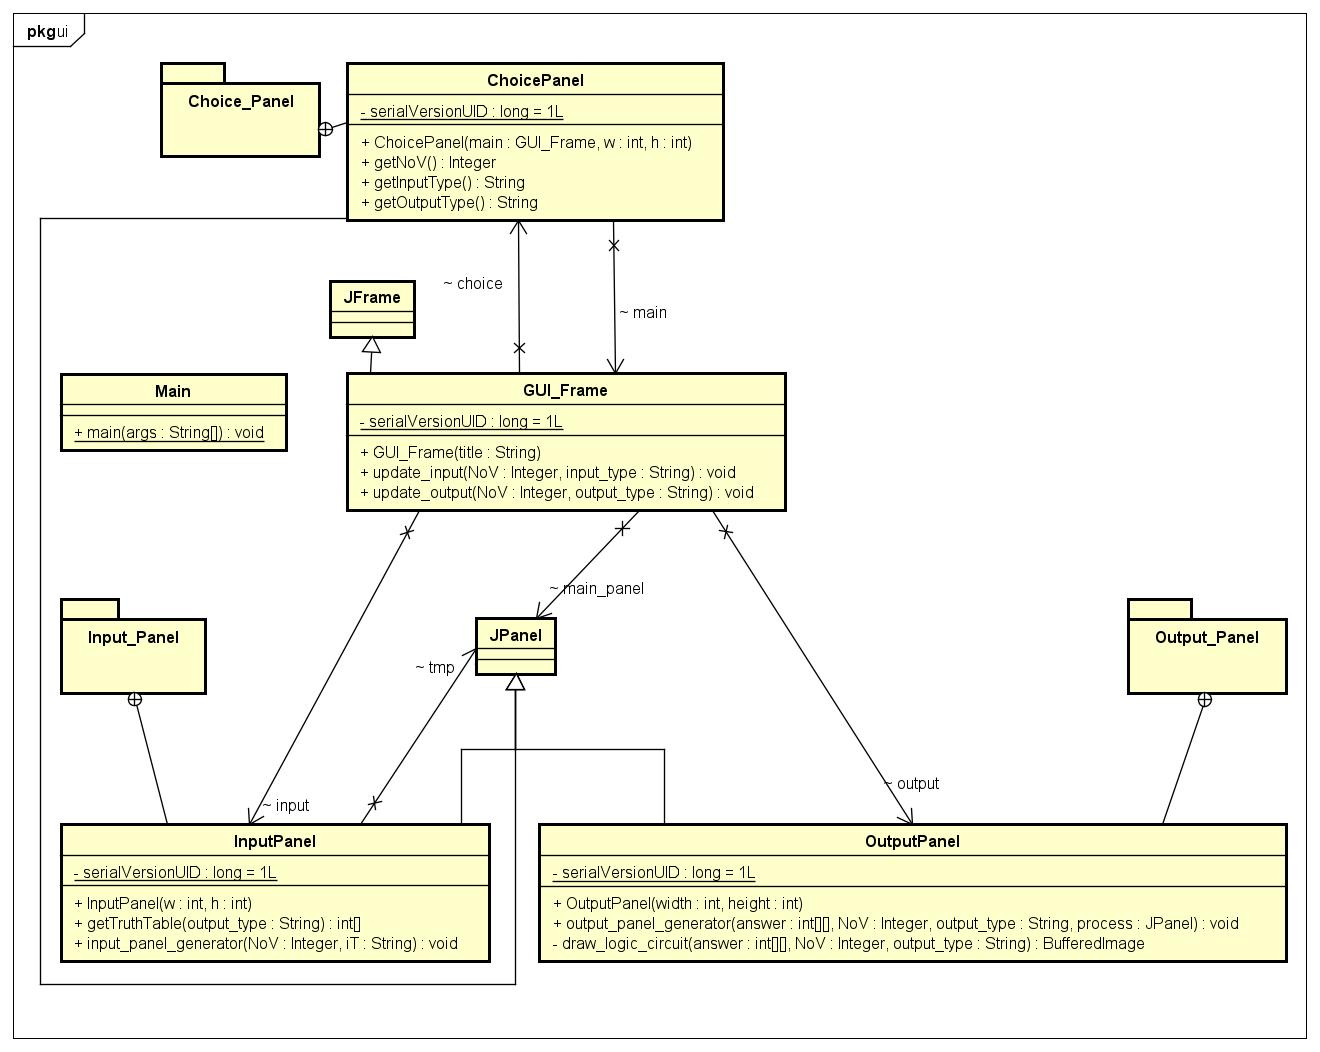 pkgui
Choice_Panel
ChoicePanel
- serialVersionUID : long = 1L
+ ChoicePanel(main : GUI_Frame, w : int, h : int)
+ getNoV() : Integer
+ getInputType() : String
+ getOutputType() : String
~ choice
~ main
JFrame
Main
+ main(args : String[]) : void
GUI_Frame
- serialVersionUID : long = 1L
+ GUI_Frame(title : String)
+ update_input(NoV : Integer, input_type : String) : void
+ update_output(NoV : Integer, output_type : String) : void
~ main_panel
Input_Panel
JPanel
Output_Panel
~ tmp
~ input
~ output
InputPanel
- serialVersionUID : long = 1L
+ InputPanel(w : int, h : int)
+ getTruthTable(output_type : String) : int[]
+ input_panel_generator(NoV : Integer, iT : String) : void
OutputPanel
- serialVersionUID : long = 1L
+ OutputPanel(width : int, height : int)
+ output_panel_generator(answer : int[][], NoV : Integer, output_type : String, process : JPanel) : void
- draw_logic_circuit(answer : int[][], NoV : Integer, output_type : String) : BufferedImage